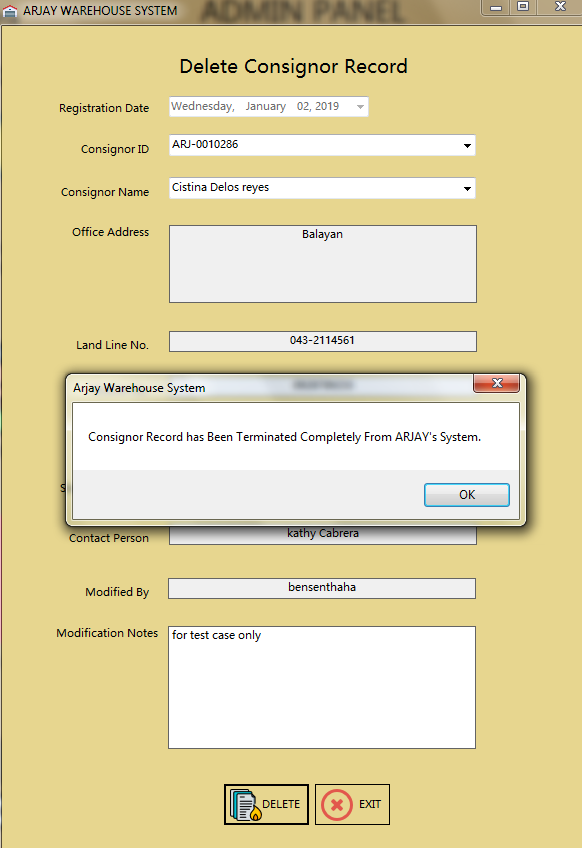 ARJAY WAREHOUSE SYSTEM
ADMIN PANEL
Delete Consignor Record
Registration Date
Wednesday, January 02, 2019
Consignor ID
ARJ-0010286
Consignor Name
Cistina Delos reyes
Office Address
Balayan
Land Line No.
043-2114561
Arjay Warehouse System
Consignor Record has Been Terminated Completely From ARJAY's System.
OK
Contact Person
kathy Cabrera
Modified By
bensenthaha
Modification Notes
for test case only
DELETE
EXIT